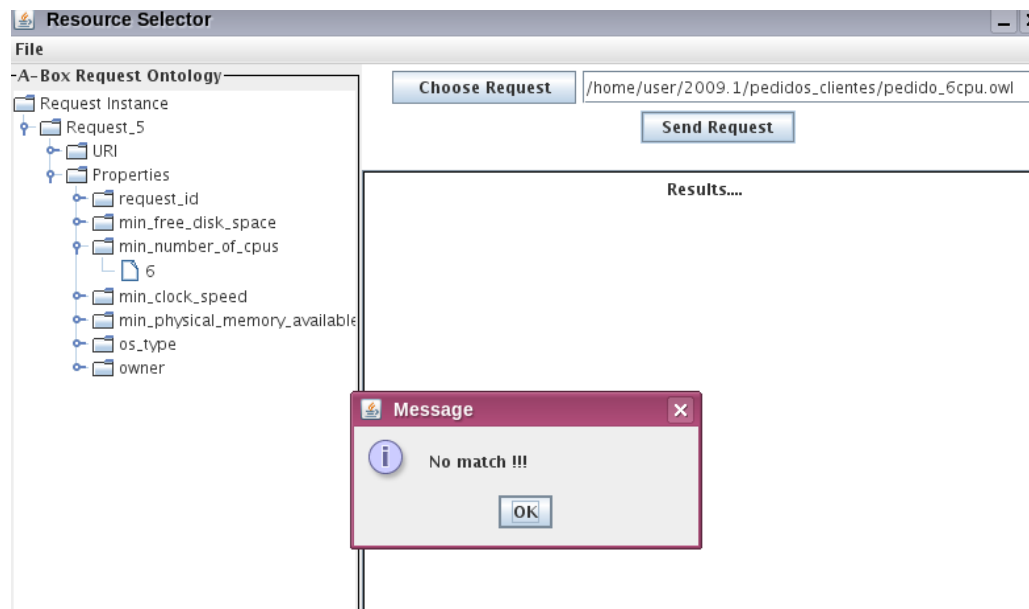 Resource Selector
File
A-Box Request Ontology
Request Instance
Request_5
URI
Properties
request_id
min_free_disk_space
min_number_of_cpus
6
min_clock_speed
min_physical_memory_available
os_type
owner
Choose Request
/home/user/2009.1/pedidos_clientes/pedido_6cpu.owl
Send Request
Results....
Message
No match !!!
OK